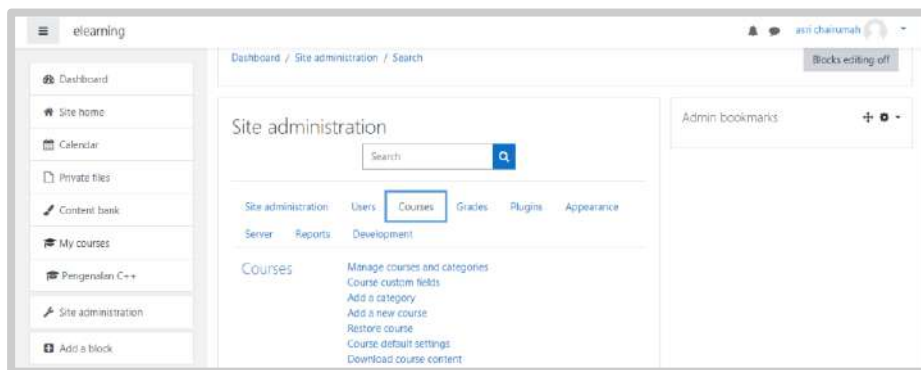 elearning
asri chairumah
Dashboard / Site administration / Search
Blocks editing off
Dashboard
Site home
Calendar
Private files
Content bank
My courses
Pengenalan C++
Site administration
Add a block
Site administration
Search
Site administration Users Courses Grades Plugins Appearance
Server Reports Development
Courses
Manage courses and categories
Course custom fields
Add a category
Add a new course
Restore course
Course default settings
Download course content
Admin bookmarks